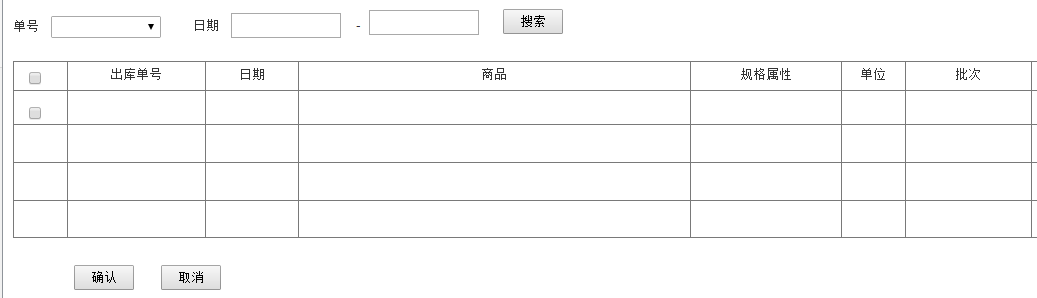 单号 日期 - 搜索
出库单号 日期 商品 规格属性 单位 批次
确认 取消